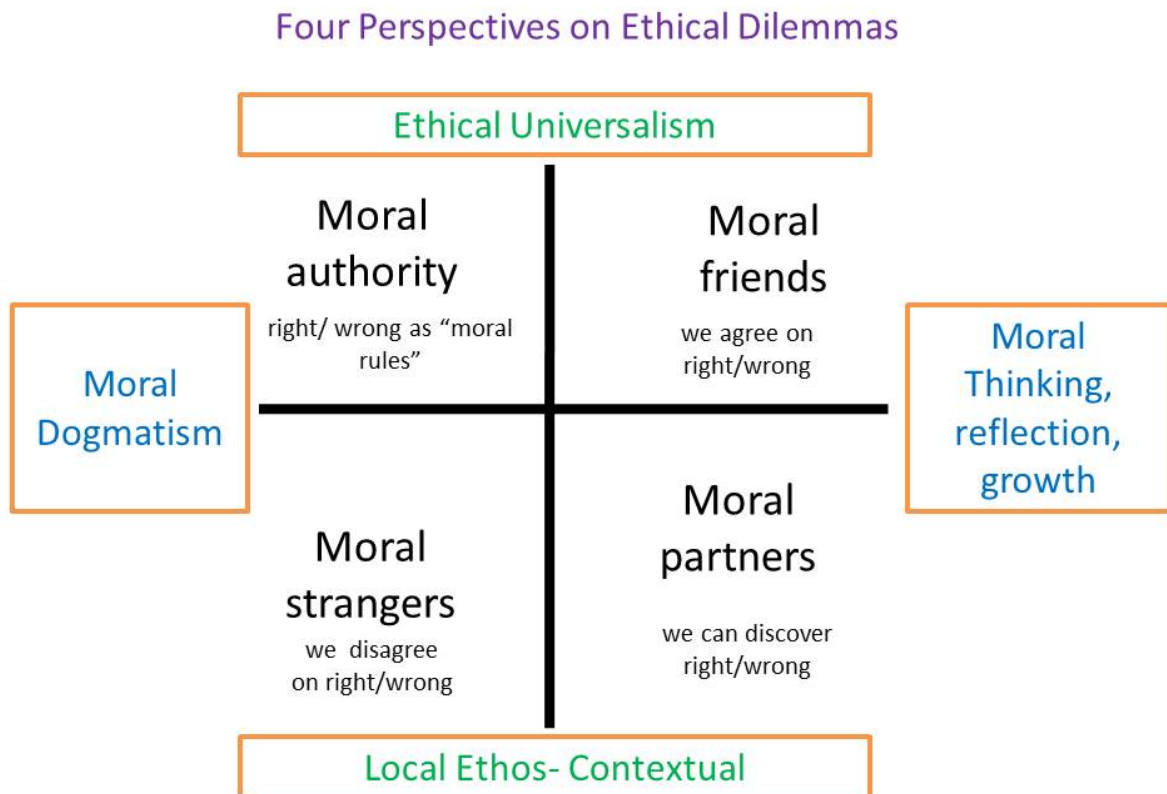 Four Perspectives on Ethical Dilemmas
Ethical Universalism
Moral
authority
right/ wrong as “moral
rules”
Moral
friends
we agree on
right/wrong
Moral
Dogmatism
Moral
Thinking,
reflection,
growth
Moral
strangers
we disagree
on right/wrong
Moral
partners
we can discover
right/wrong
Local Ethos- Contextual